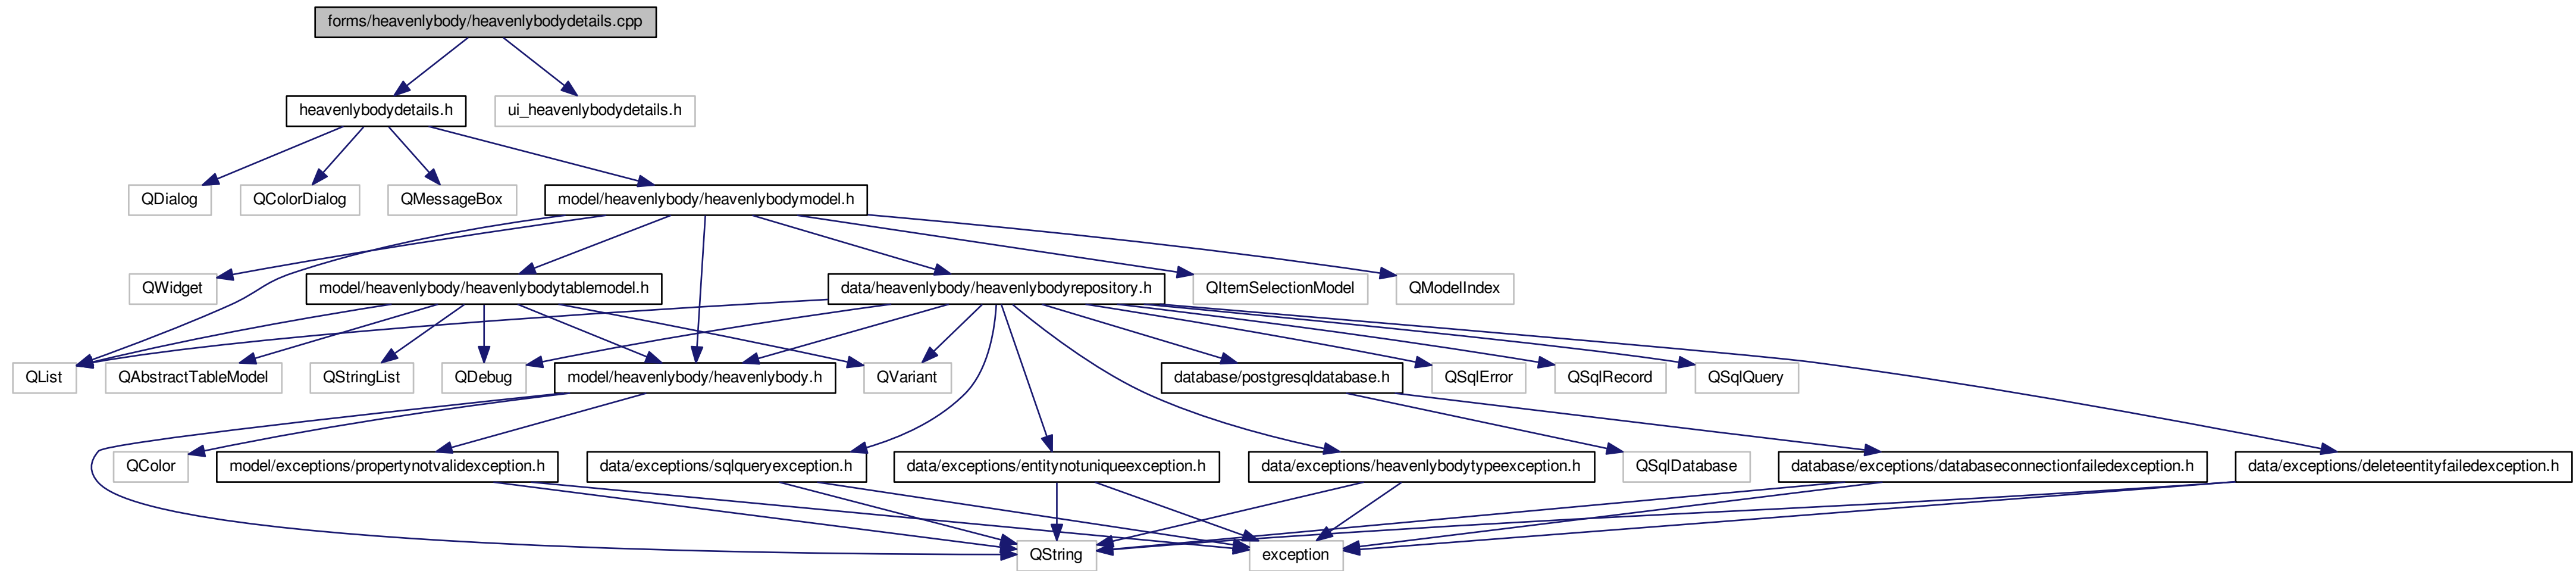 forms/heavenlybody/heavenlybodydetails.cpp
heavenlybodydetails.h
ui_heavenlybodydetails.h
QDialog
QColorDialog
QMessageBox
model/heavenlybody/heavenlybodymodel.h
QWidget
model/heavenlybody/heavenlybodytablemodel.h
data/heavenlybody/heavenlybodyrepository.h
QItemSelectionModel
QModelIndex
QList
QAbstractTableModel
QStringList
QDebug
model/heavenlybody/heavenlybody.h
QVariant
database/postgresqldatabase.h
QSqlError
QSqlRecord
QSqlQuery
QColor
model/exceptions/propertynotvalidexception.h
data/exceptions/sqlqueryexception.h
data/exceptions/entitynotuniqueexception.h
data/exceptions/heavenlybodytypeexception.h
QSqlDatabase
database/exceptions/databaseconnectionfailedexception.h
data/exceptions/deleteentityfailedexception.h
QString
exception